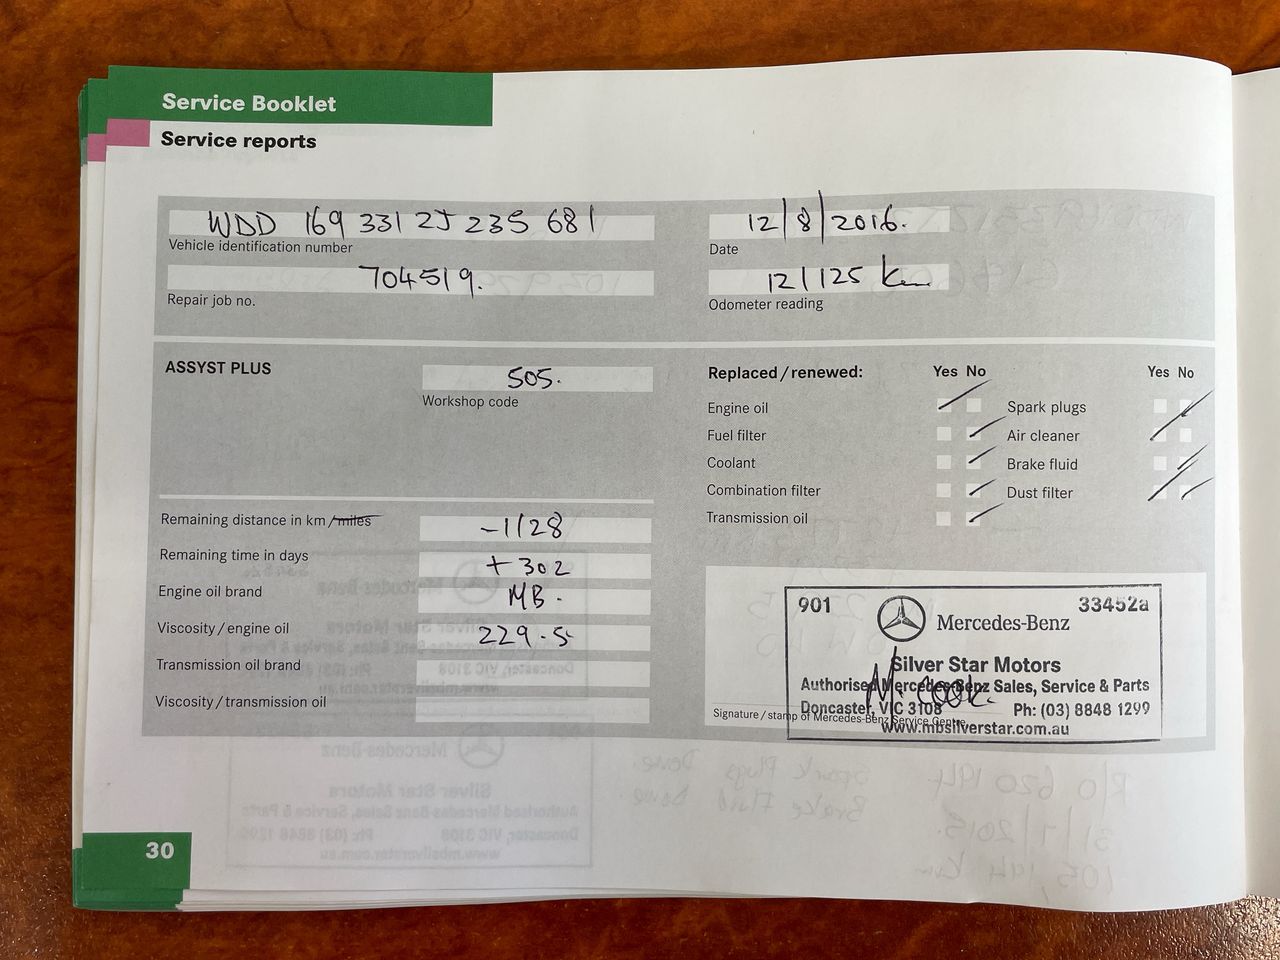 Service Booklet
Service reports
WDD 169 331 2J 235 681
Vehicle identification number
12/8/2016.
Date
704519.
Repair job no.
121125 km
Odometer reading
ASSYST PLUS
505.
Workshop code
Replaced/renewed:
Yes No
Yes No
Engine oil
Spark plugs
Fuel filter
Air cleaner
Coolant
Brake fluid
Combination filter
Dust filter
Transmission oil
Remaining distance in km/miles
-1128
Remaining time in days
+302
Engine oil brand
MB.
Viscosity/engine oil
229.5
Transmission oil brand
Viscosity/transmission oil
901
33452a
Mercedes-Benz
Silver Star Motors
Authorised Mercedes-Benz Sales, Service & Parts
Doncaster, VIC 3108
Ph: (03) 8848 1299
www.mbsilverstar.com.au
Signature/stamp of Mercedes-Benz Service Centre
30